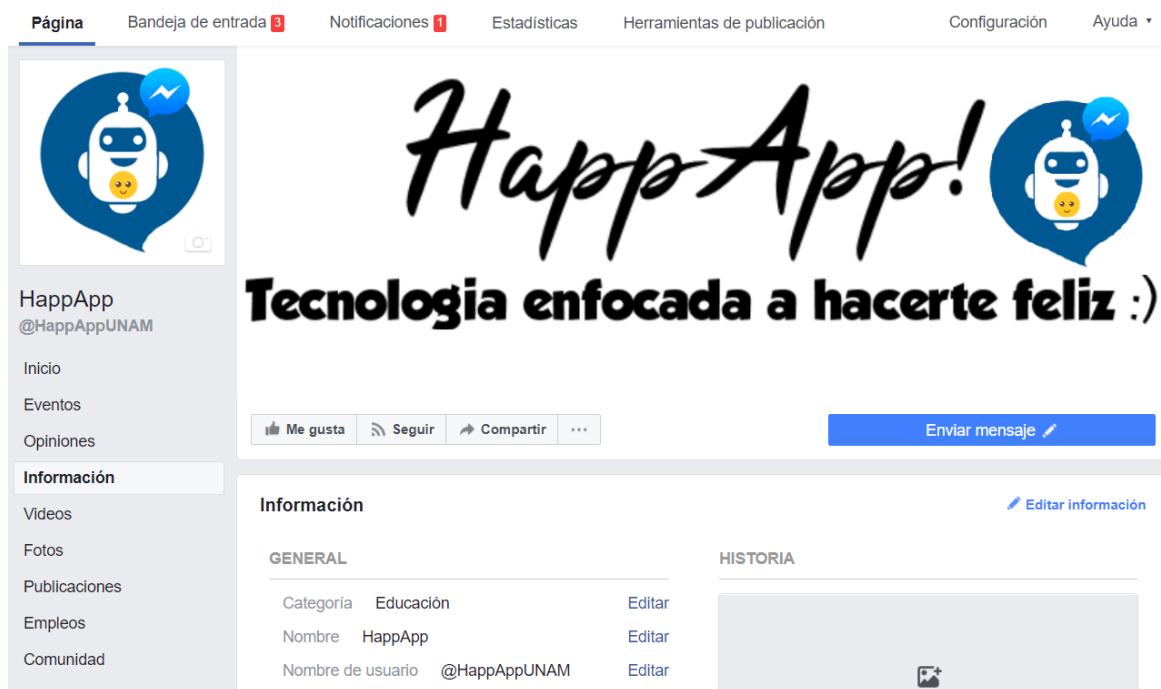 Página Bandeja de entrada 3 Notificaciones 1 Estadísticas Herramientas de publicación Configuración Ayuda
HappApp!
Tecnologia enfocada a hacerte feliz :)
HappApp
@HappAppUNAM
Inicio
Eventos
Opiniones
Información
Videos
Fotos
Publicaciones
Empleos
Comunidad
Me gusta Seguir Compartir ...
Enviar mensaje
Información Editar información
GENERAL
Categoría Educación Editar
Nombre HappApp Editar
Nombre de usuario @HappAppUNAM Editar
HISTORIA